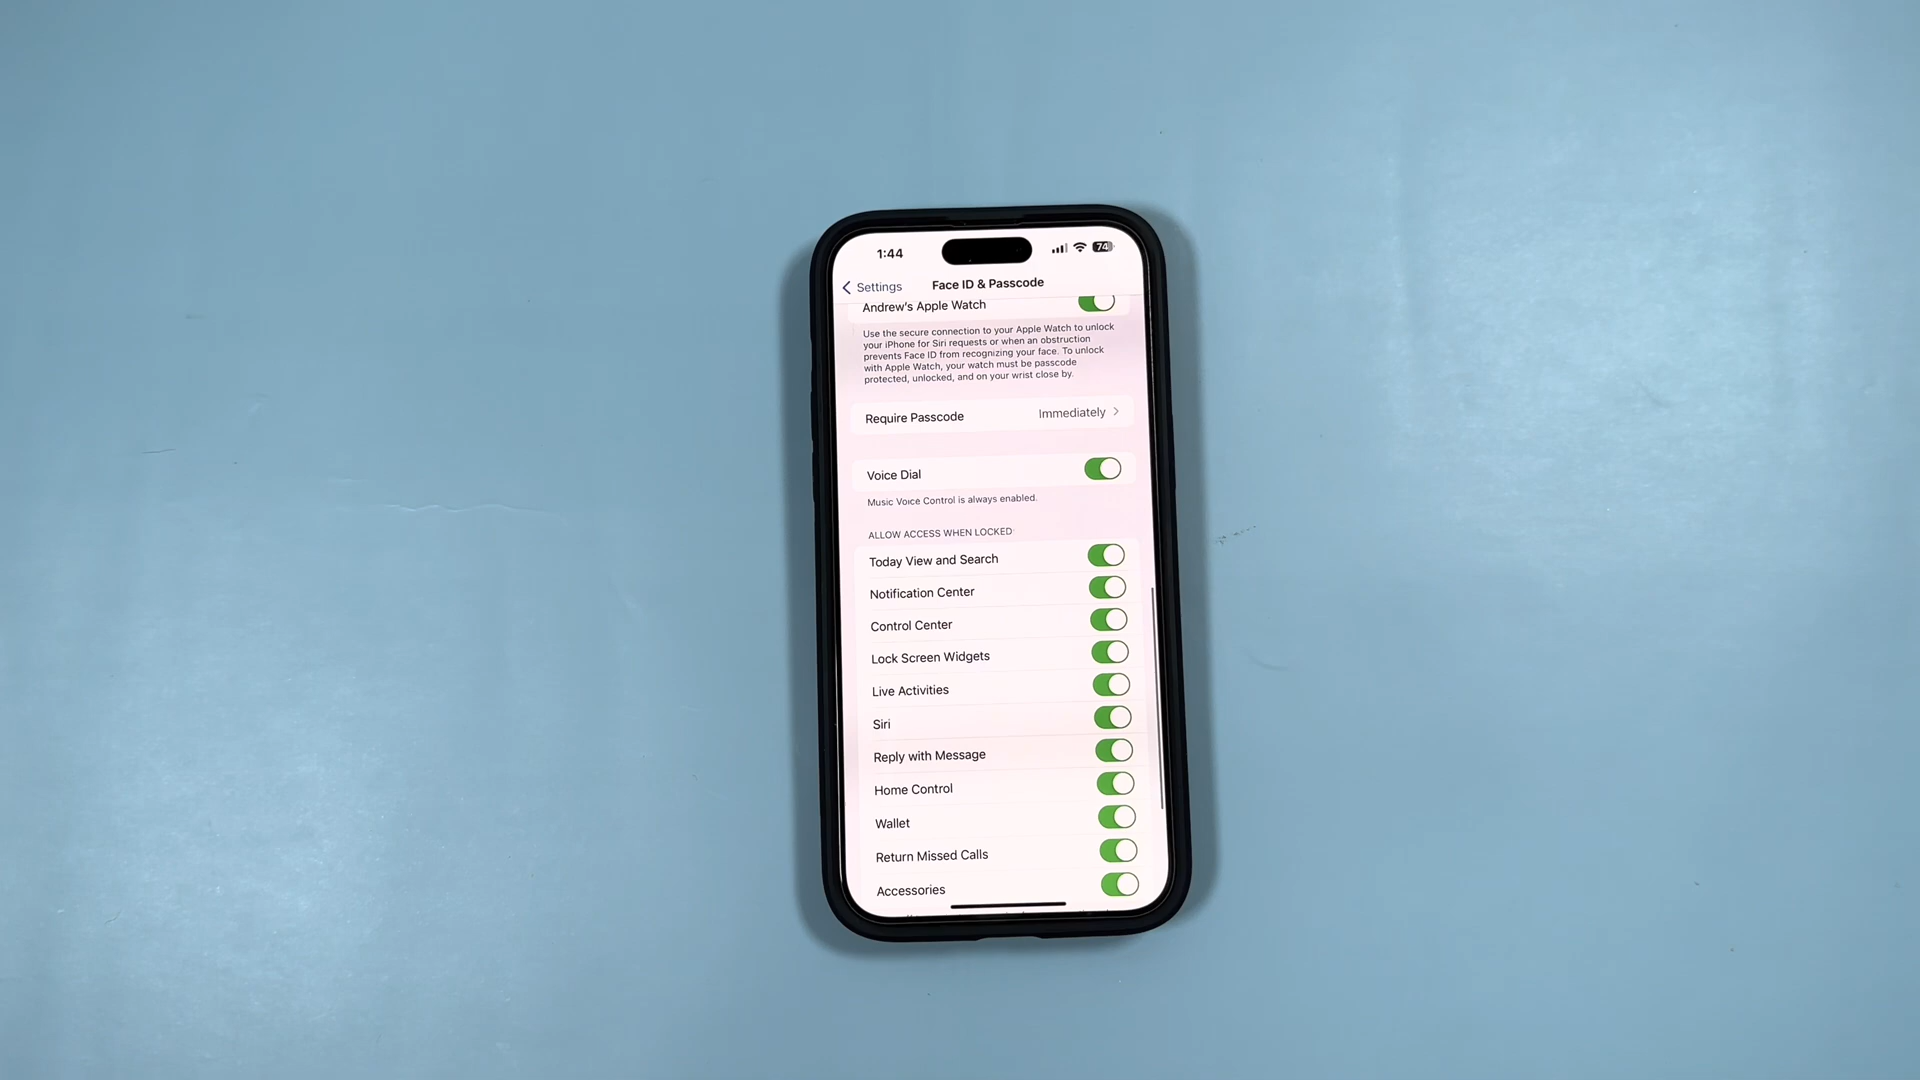 1:44
74
Settings
Face ID & Passcode
Andrew's Apple Watch
Use the secure connection to your Apple Watch to unlock
your iPhone for Siri requests or when an obstruction
prevents Face ID from recognizing your face. To unlock
with Apple Watch, your watch must be passcode
protected, unlocked, and on your wrist close by.
Require Passcode
Immediately
Voice Dial
Music Voice Control is always enabled.
ALLOW ACCESS WHEN LOCKED
Today View and Search
Notification Center
Control Center
Lock Screen Widgets
Live Activities
Siri
Reply with Message
Home Control
Wallet
Return Missed Calls
Accessories